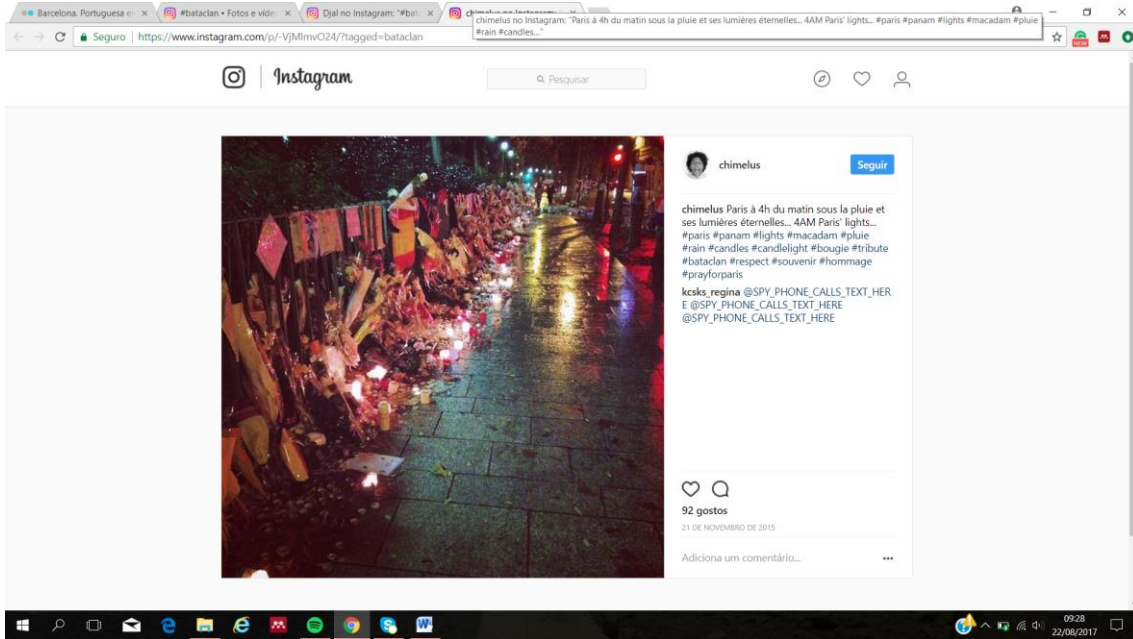 Barcelona. Portuguesa e
#bataclan • Fotos e víde
Djal no Instagram: "#bat
chimelus no Instagram: "Paris à 4h du matin sous la pluie et ses lumières éternelles... 4AM Paris' lights... #paris #panam #lights #macadam #pluie
#rain #candles..."
Seguro
https://www.instagram.com/p/-VjMImvO24/?tagged=bataclan
NEW
Instagram
Pesquisar
chimelus
Seguir
chimelus Paris à 4h du matin sous la pluie et
ses lumières éternelles... 4AM Paris' lights...
#paris #panam #lights #macadam #pluie
#rain #candles #candlelight #bougie #tribute
#bataclan #respect #souvenir #hommage
#prayforparis
kcsks_regina @SPY_PHONE_CALLS_TEXT_HER
E @SPY_PHONE_CALLS_TEXT_HERE
@SPY_PHONE_CALLS_TEXT_HERE
92 gostos
21 DE NOVEMBRO DE 2015
Adiciona um comentário...
09:28
22/08/2017